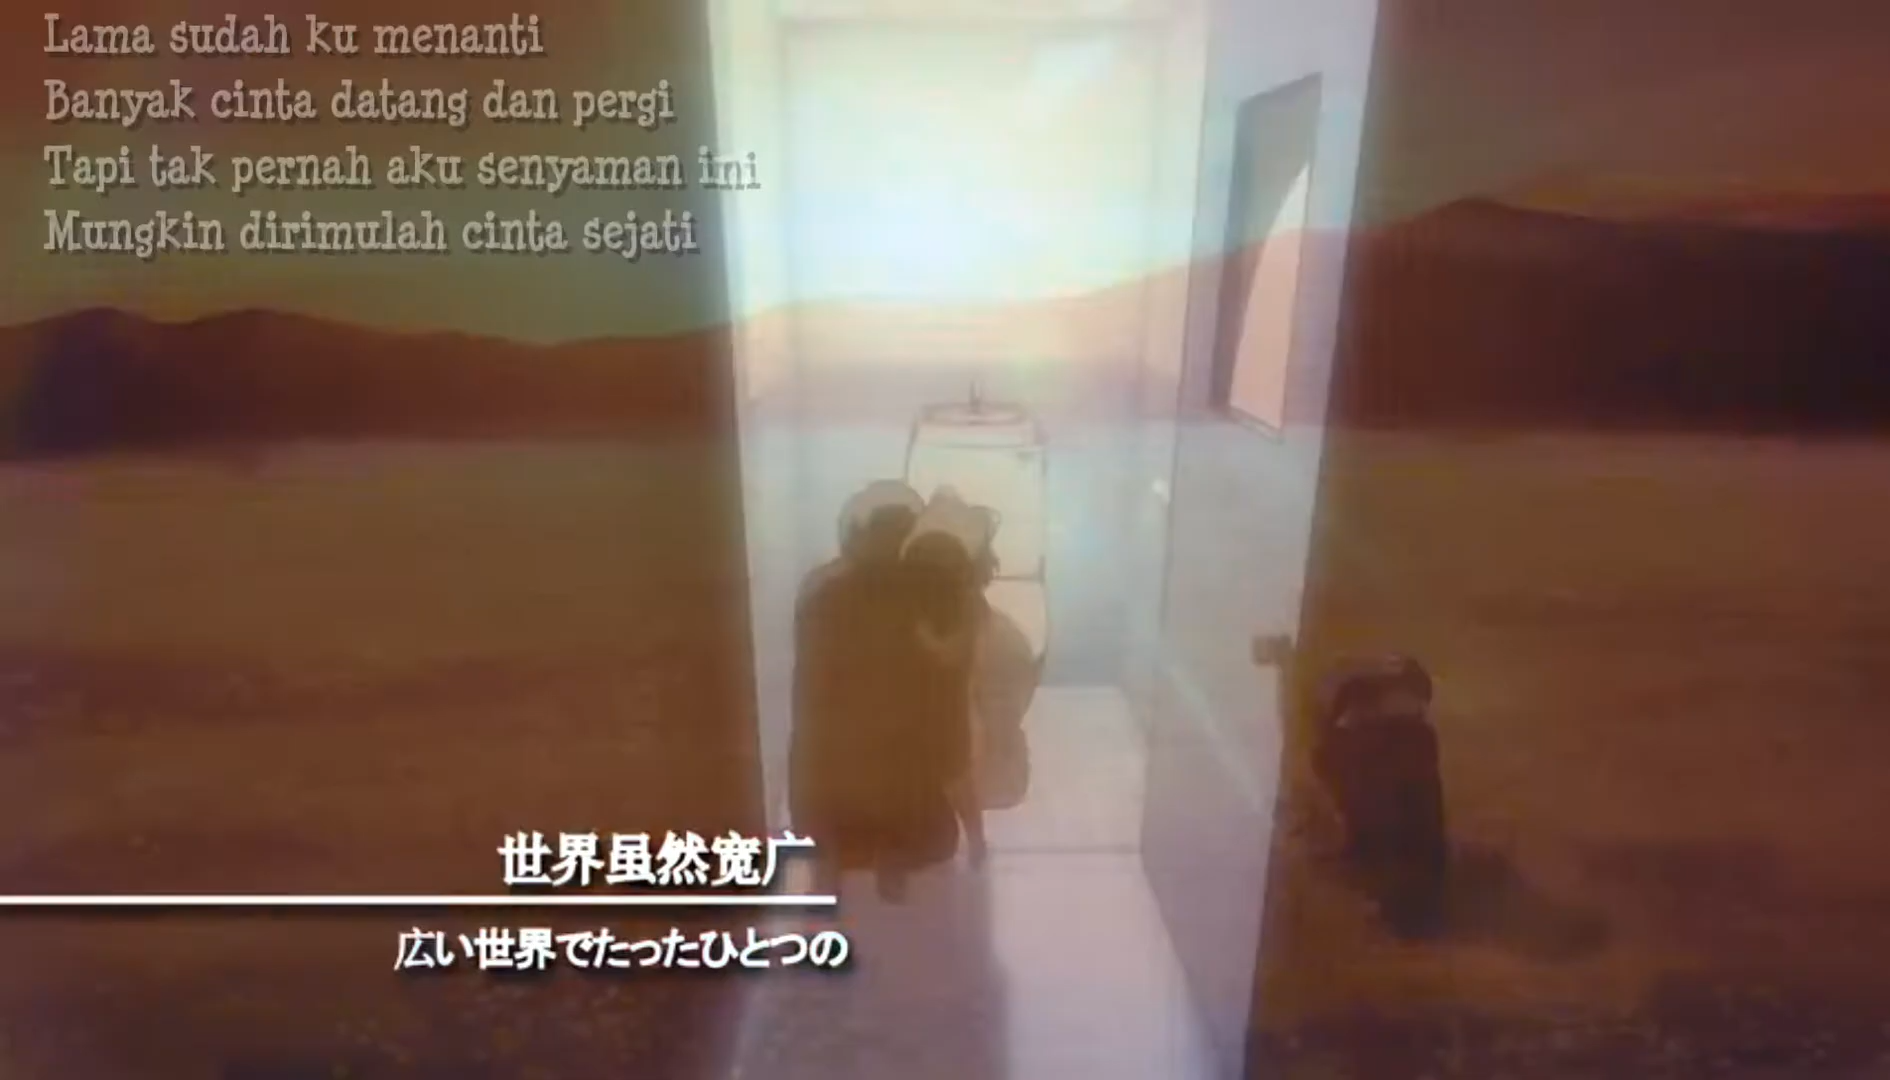 Lama sudah ku menanti
Banyak cinta datang dan pergi
Tapi tak pernah aku senyaman ini
Mungkin dirimulah cinta sejati
世界虽然宽广
広い世界でたったひとつの